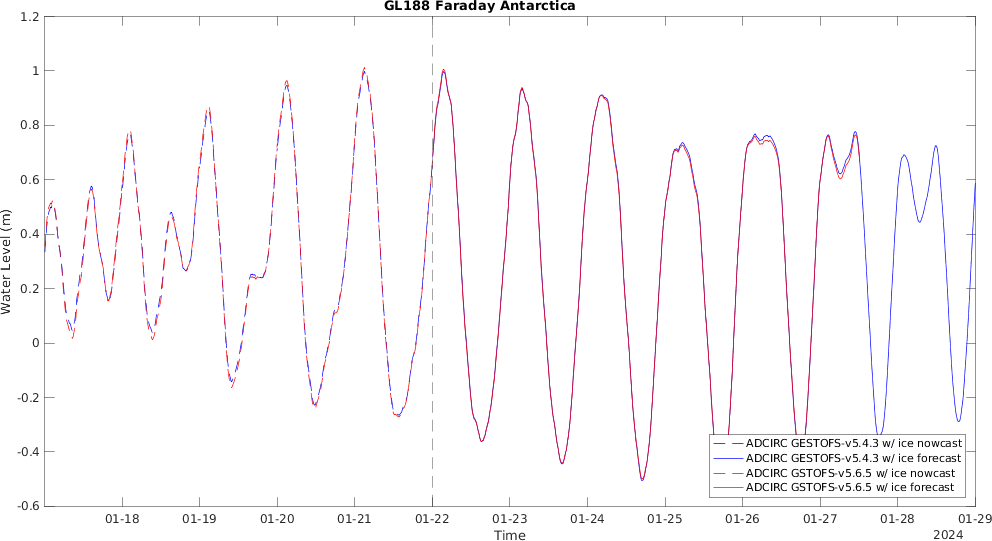 GL188 Faraday Antarctica
1.2
1
0.8
0.6
0.4
0.2
0
-0.2
-0.4
-0.6
Water Level (m)
ADCIRC GESTOFS-v5.4.3 w/ ice nowcast
ADCIRC GESTOFS-v5.4.3 w/ ice forecast
ADCIRC GSTOFS-v5.6.5 w/ ice nowcast
ADCIRC GSTOFS-v5.6.5 w/ ice forecast
01-18 01-19 01-20 01-21 01-22 01-23 01-24 01-25 01-26 01-27 01-28 01-29
Time
2024